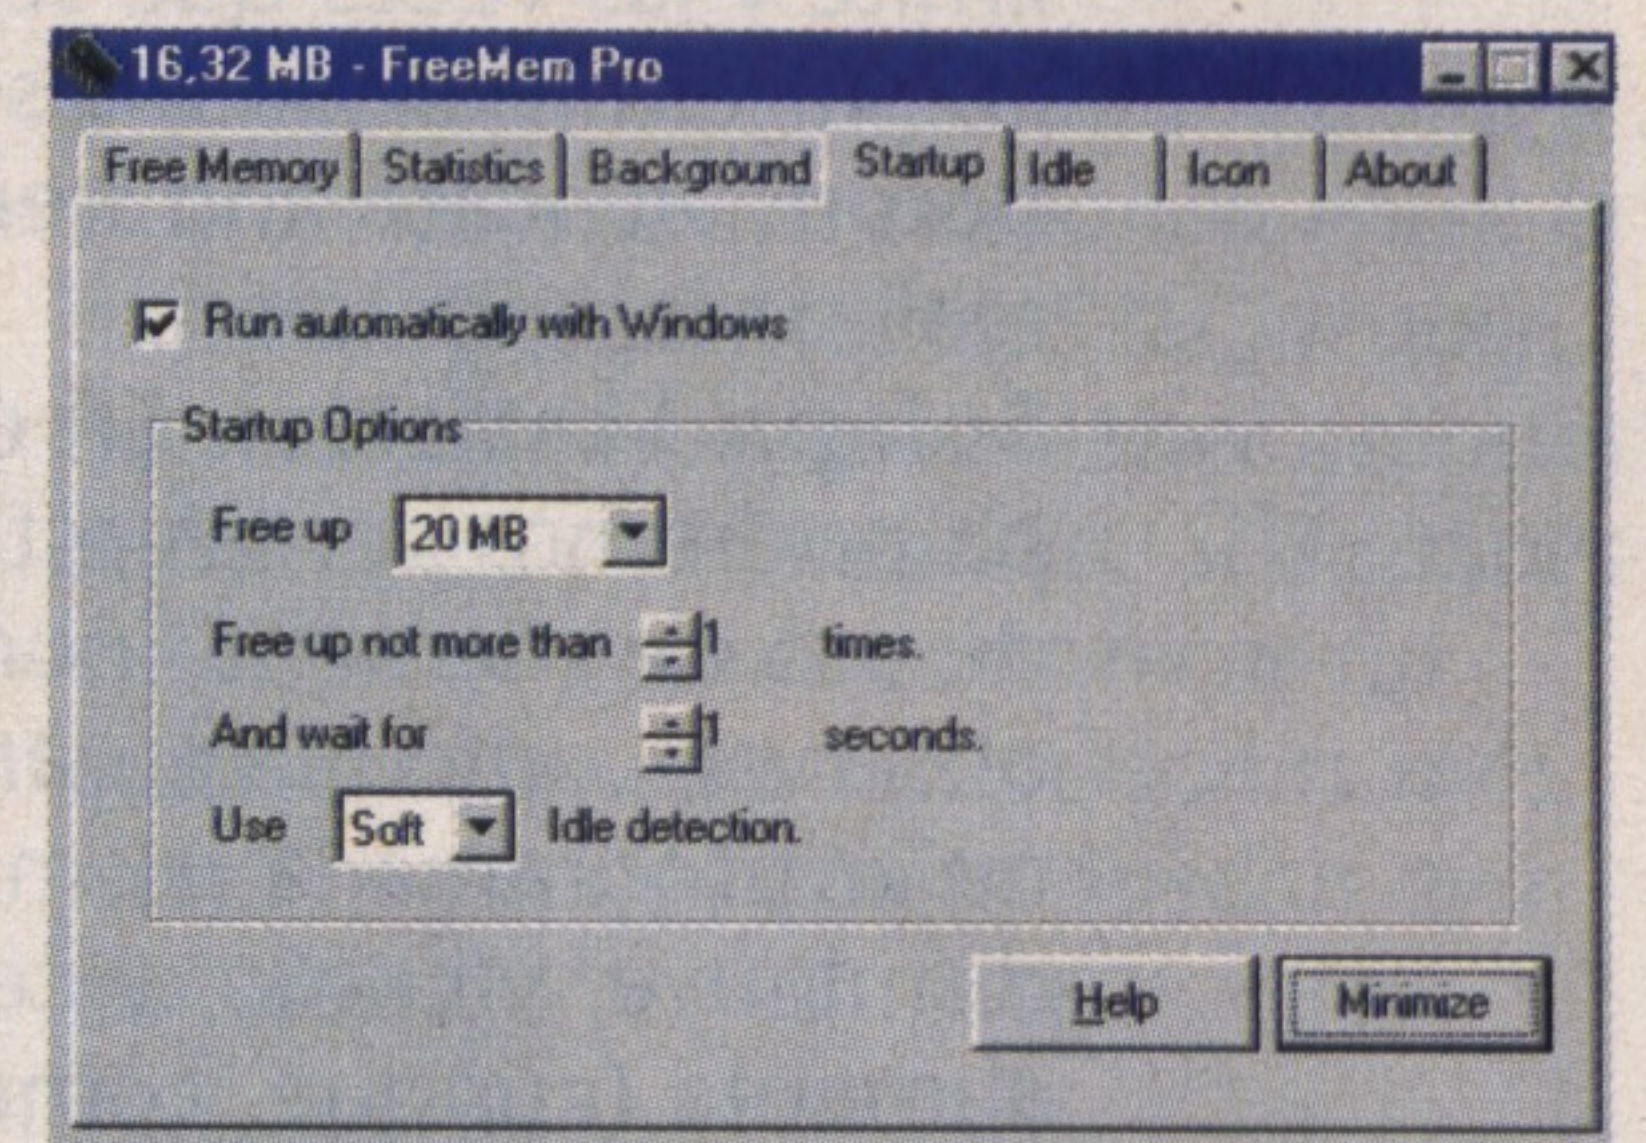 16,32 MB - FreeMem Pro
Free Memory Statistics Background Startup Idle Icon About
Run automatically with Windows
Startup Options
Free up 20 MB
Free up not more than 1 times.
And wait for 1 seconds.
Use Soft Idle detection.
Help Minimize